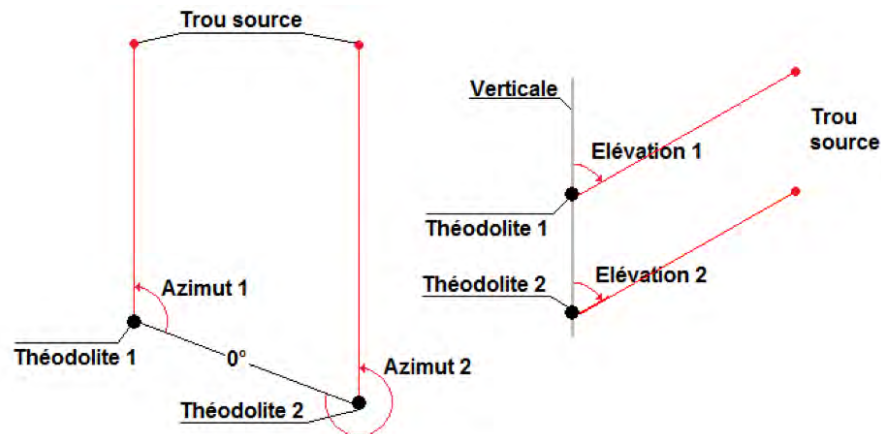 Trou source
Azimut 1
Théodolite 1
0°
Azimut 2
Théodolite 2
Verticale
Elévation 1
Trou
source
Théodolite 1
Elévation 2
Théodolite 2